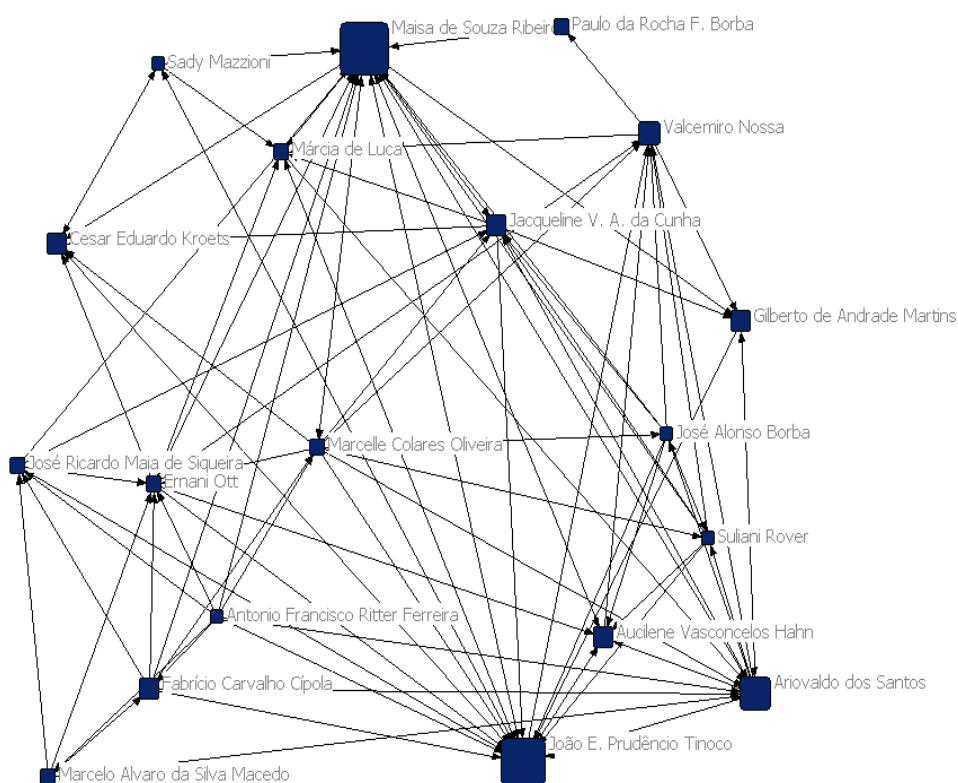 Maisa de Souza Ribeiro
Paulo da Rocha F. Borba
Sady Mazzioni
Valcemiro Nossa
Márcia de Luca
Jacqueline V. A. da Cunha
Cesar Eduardo Kroets
Gilberto de Andrade Martins
José Alonso Borba
Marcelle Colares Oliveira
José Ricardo Maia de Siqueira
Ernani Ott
Suliani Rover
Antonio Francisco Ritter Ferreira
Aucilene Vasconcelos Hahn
Fabrício Carvalho Cípola
Ariovaldo dos Santos
João E. Prudêncio Tinoco
Marcelo Alvaro da Silva Macedo